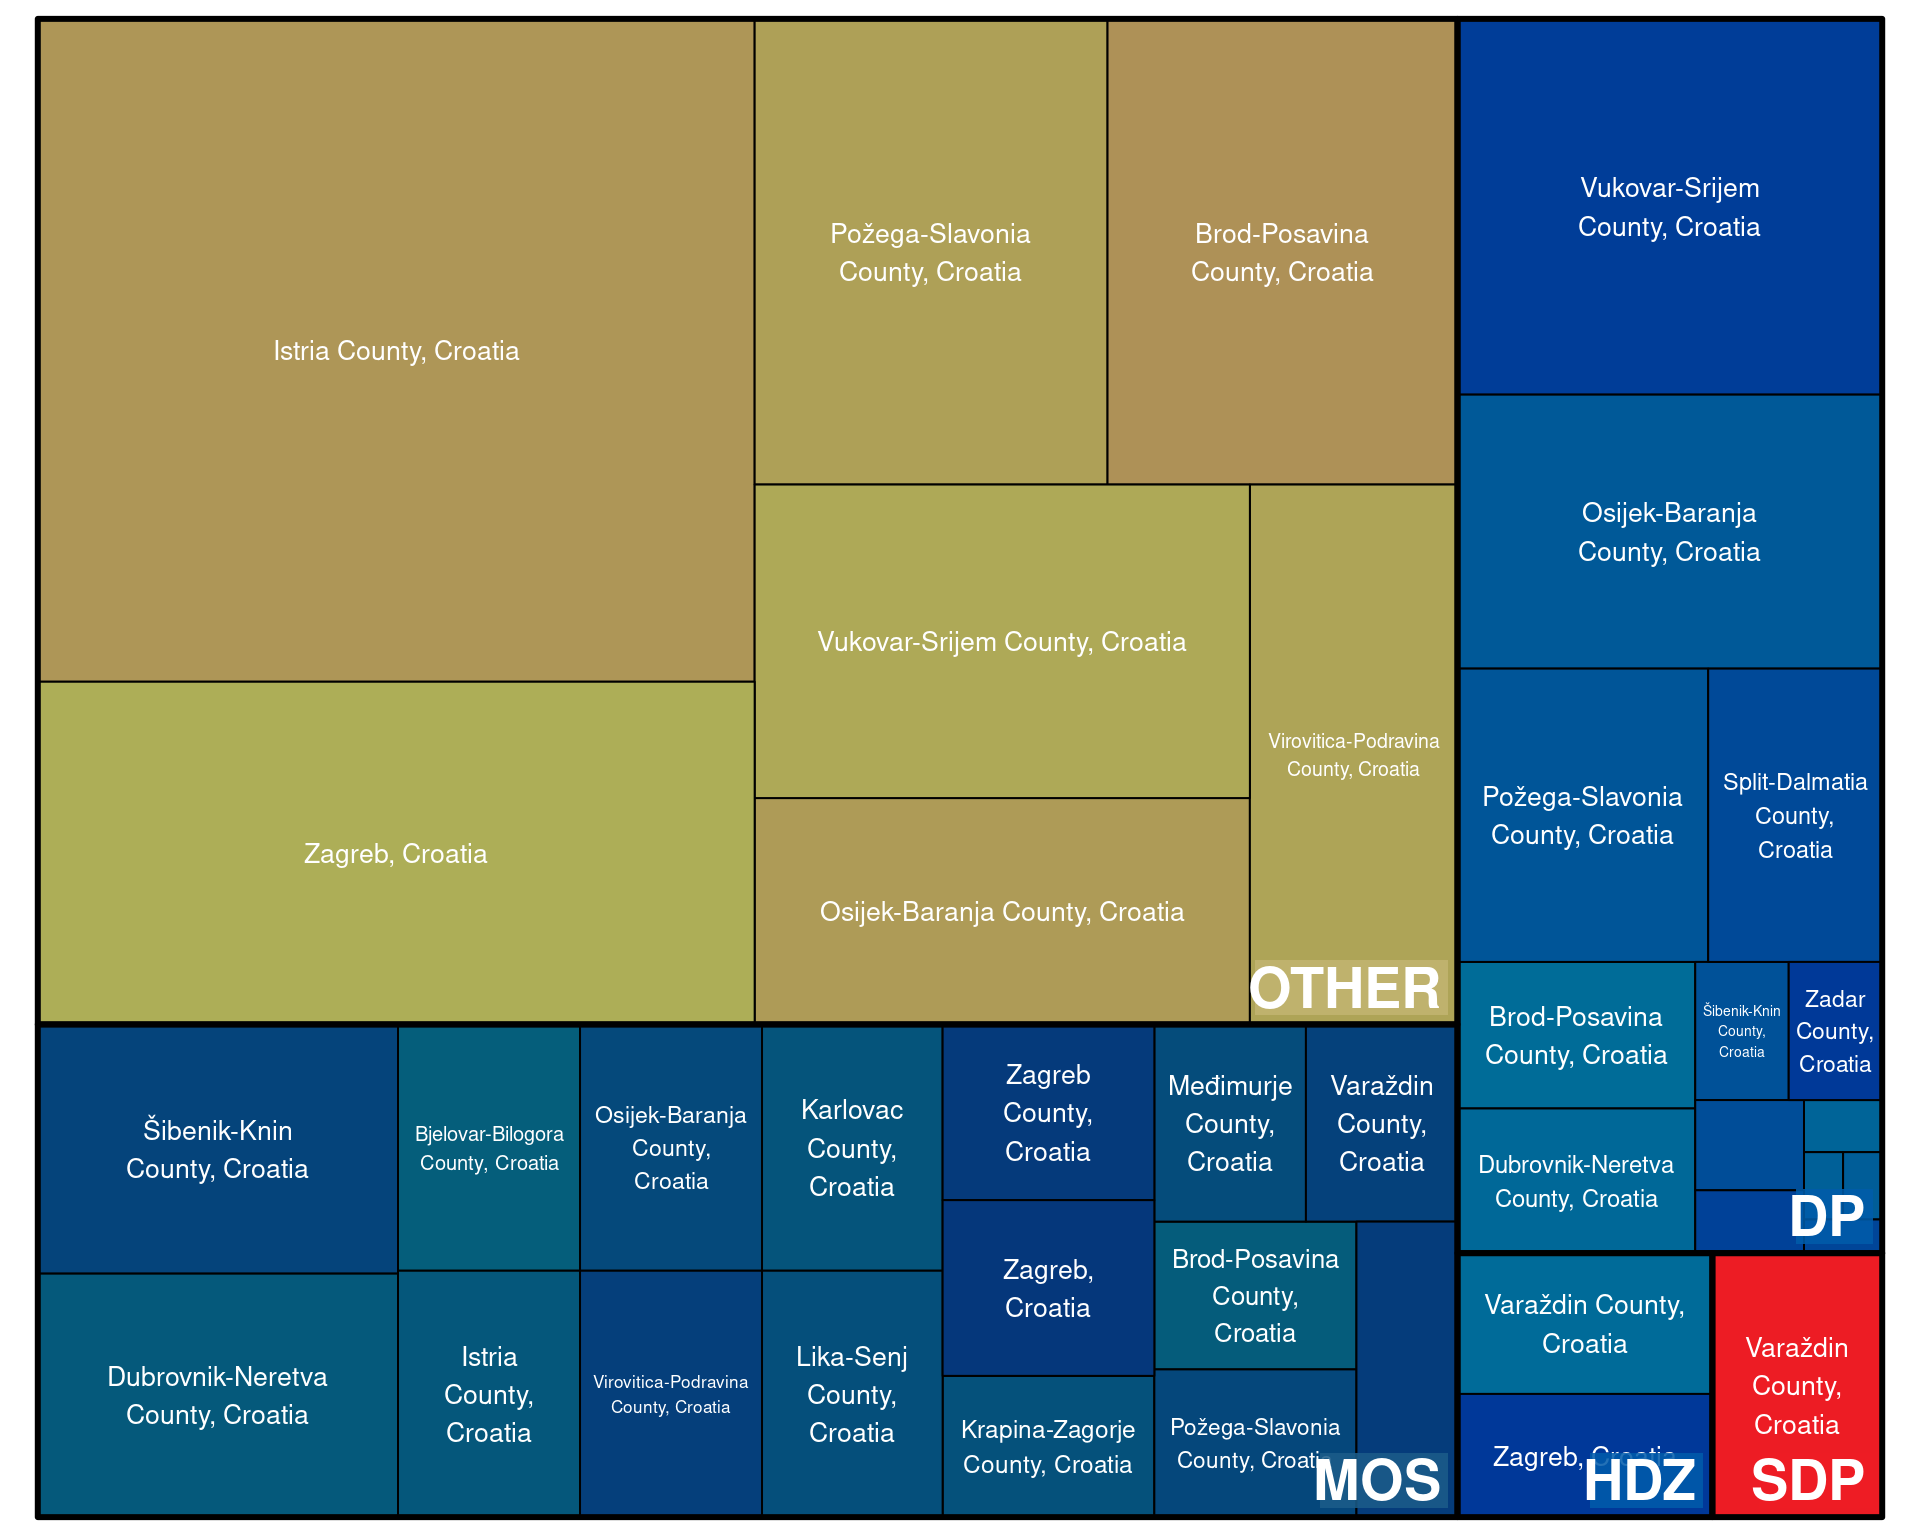 Istria County, Croatia
Požega-Slavonia
County, Croatia
Brod-Posavina
County, Croatia
Zagreb, Croatia
Vukovar-Srijem County, Croatia
Osijek-Baranja County, Croatia
Virovitica-Podravina
County, Croatia
OTHER
Vukovar-Srijem
County, Croatia
Osijek-Baranja
County, Croatia
Požega-Slavonia
County, Croatia
Split-Dalmatia
County,
Croatia
Brod-Posavina
County, Croatia
Šibenik-Knin
County,
Croatia
Zadar
County,
Croatia
Dubrovnik-Neretva
County, Croatia
DP
Šibenik-Knin
County, Croatia
Dubrovnik-Neretva
County, Croatia
Bjelovar-Bilogora
County, Croatia
Istria
County,
Croatia
Osijek-Baranja
County,
Croatia
Virovitica-Podravina
County, Croatia
Karlovac
County,
Croatia
Lika-Senj
County,
Croatia
Zagreb
County,
Croatia
Zagreb,
Croatia
Krapina-Zagorje
County, Croatia
Međimurje
County,
Croatia
Varaždin
County,
Croatia
Brod-Posavina
County,
Croatia
Požega-Slavonia
County, Croatia
MOS
Varaždin County,
Croatia
Zagreb, Croatia
HDZ
Varaždin
County,
Croatia
SDP